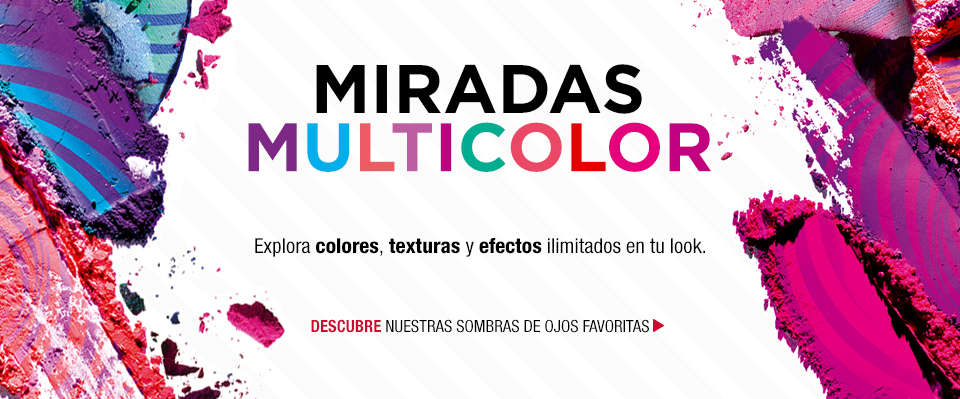 MIRADAS
MULTICOLOR
Explora colores, texturas y efectos ilimitados en tu look.
DESCUBRE NUESTRAS SOMBRAS DE OJOS FAVORITAS